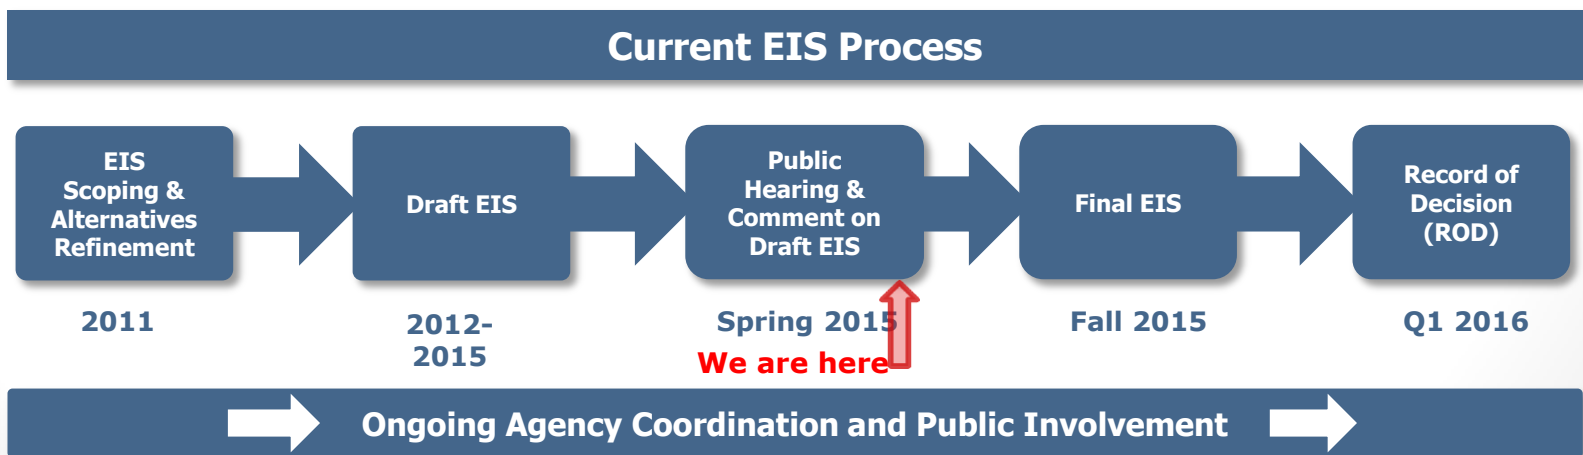 Current EIS Process
EIS
Scoping &
Alternatives
Refinement
Draft EIS
Public
Hearing &
Comment on
Draft EIS
Final EIS
Record of
Decision
(ROD)
2011
2012-
2015
Spring 2015
Fall 2015
Q1 2016
We are here
Ongoing Agency Coordination and Public Involvement